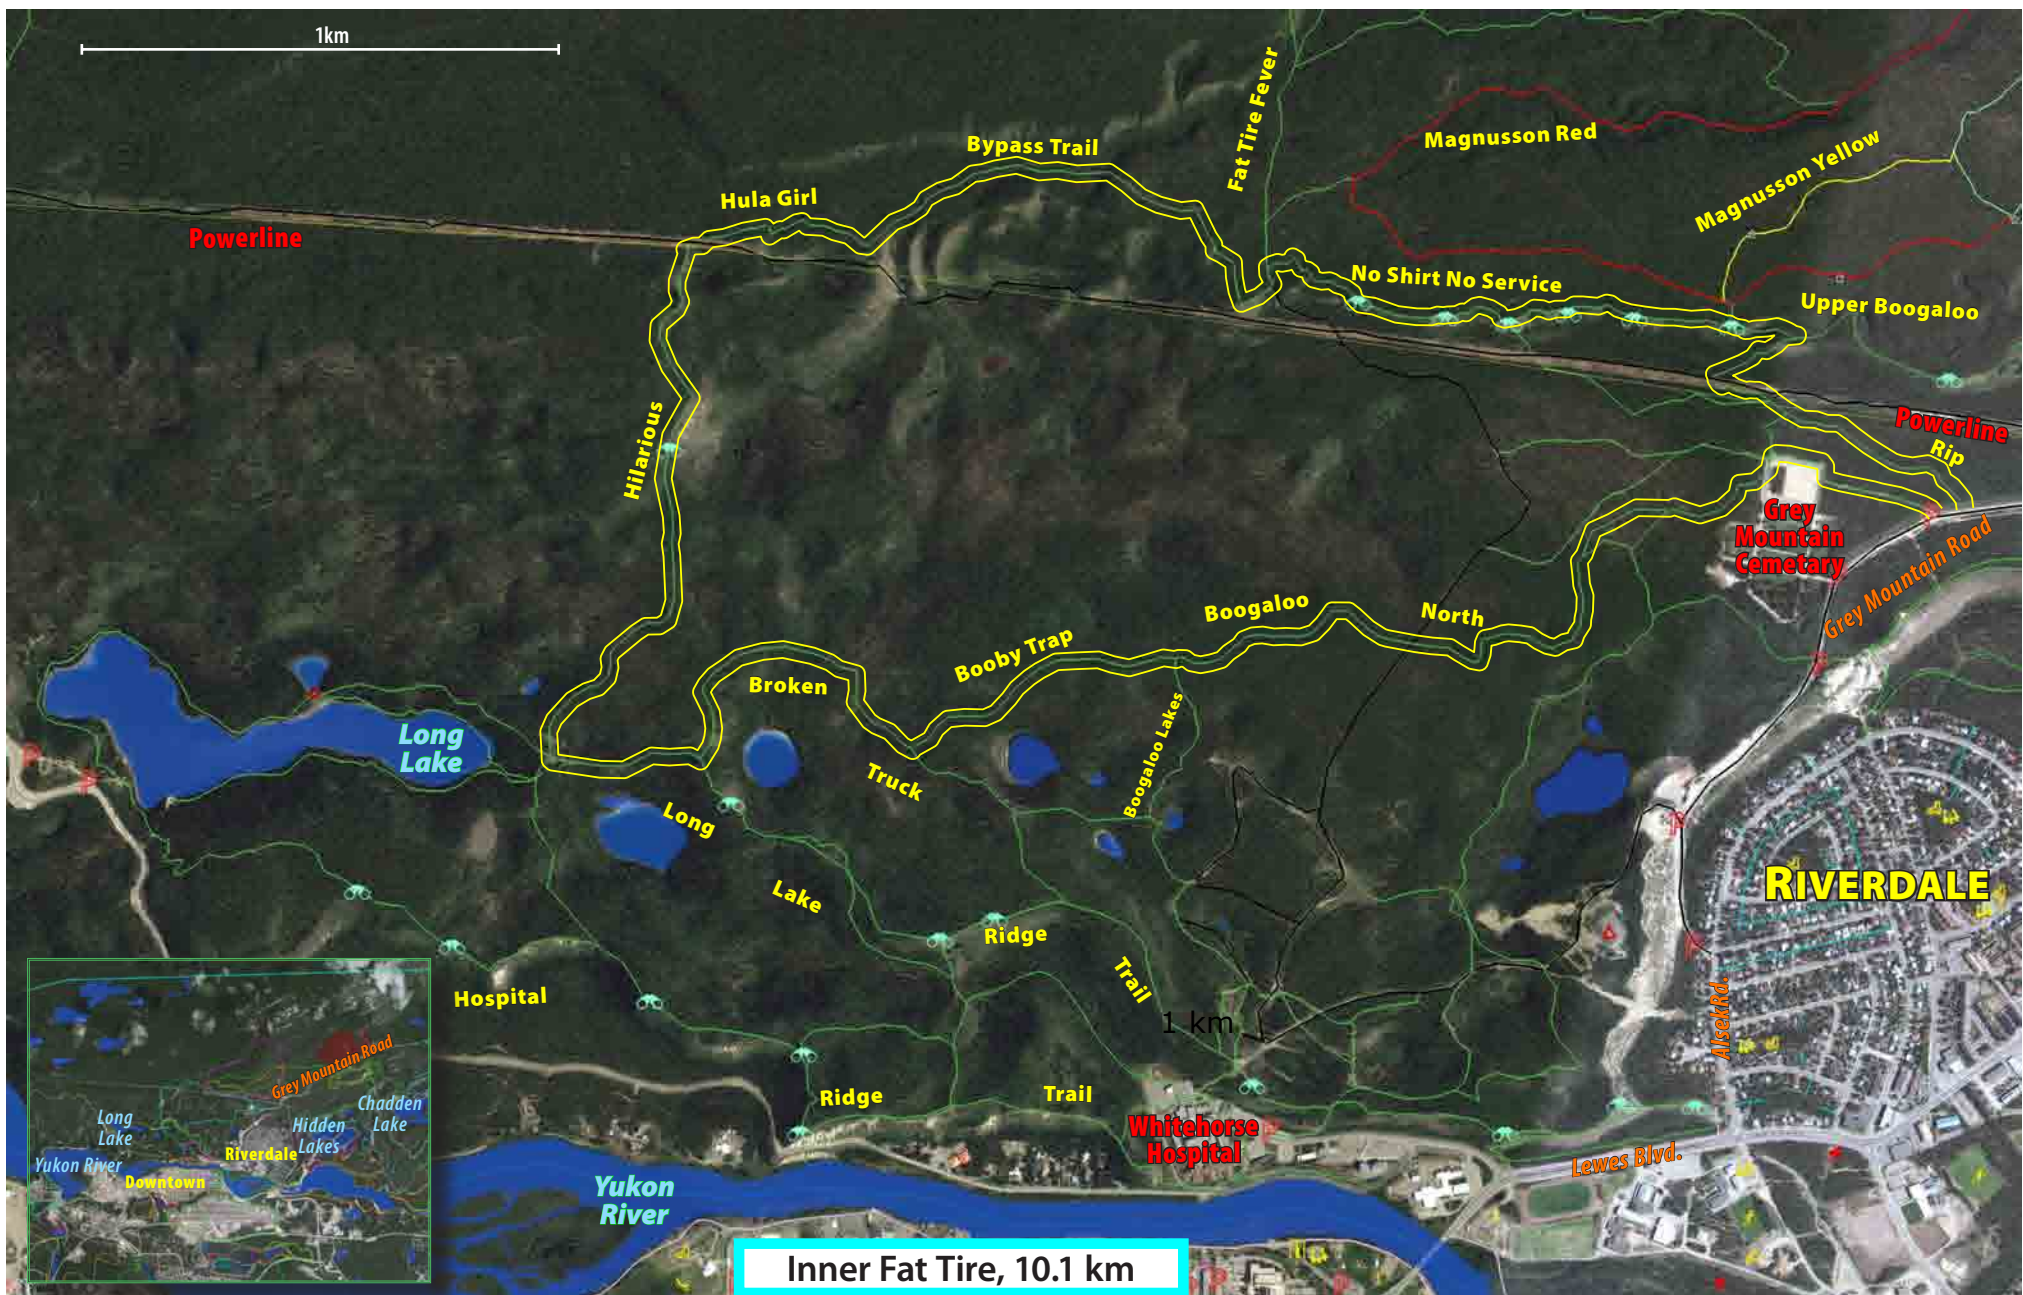 1km
Fat Tire Fever
Magnusson Red
Magnusson Yellow
Bypass Trail
Hula Girl
Powerline
No Shirt No Service
Upper Boogaloo
Hilarious
Powerline
Rip
Grey
Mountain
Cemetary
Grey Mountain Road
Boogaloo
North
Booby Trap
Broken
Truck
Boogaloo Lakes
Long
Lake
Long
Lake
Ridge
Trail
RIVERDALE
Hospital
1 km
Alsek Rd.
Ridge
Trail
Whitehorse
Hospital
Lewes Blvd.
Yukon
River
Grey Mountain Road
Chadden
Lake
Long
Lake
Hidden
Lakes
Riverdale
Yukon River
Downtown
Inner Fat Tire, 10.1 km